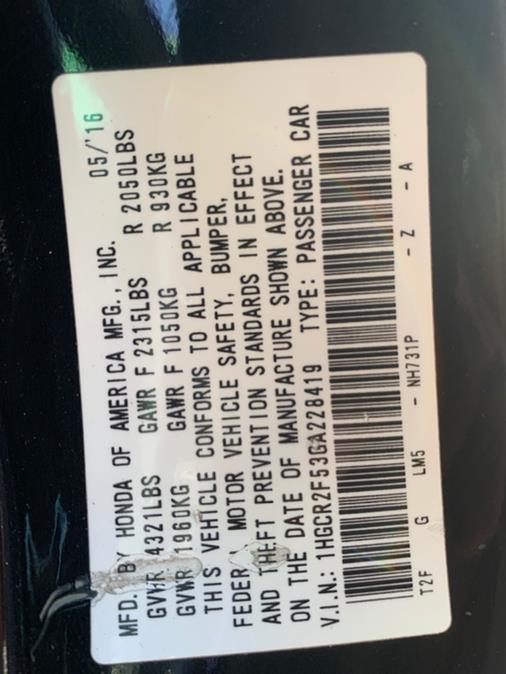 MFD. BY HONDA OF AMERICA MFG., INC. 05/'16
GVWR 4321LBS GAWR F 2315LBS R 2050LBS
GVWR 1960KG GAWR F 1050KG R 930KG
THIS VEHICLE CONFORMS TO ALL APPLICABLE
FEDERAL MOTOR VEHICLE SAFETY, BUMPER,
AND THEFT PREVENTION STANDARDS IN EFFECT
ON THE DATE OF MANUFACTURE SHOWN ABOVE.
V.I.N.: 1HGCR2F53GA228419 TYPE: PASSENGER CAR
T2F G LM5 - NH731P - Z - A